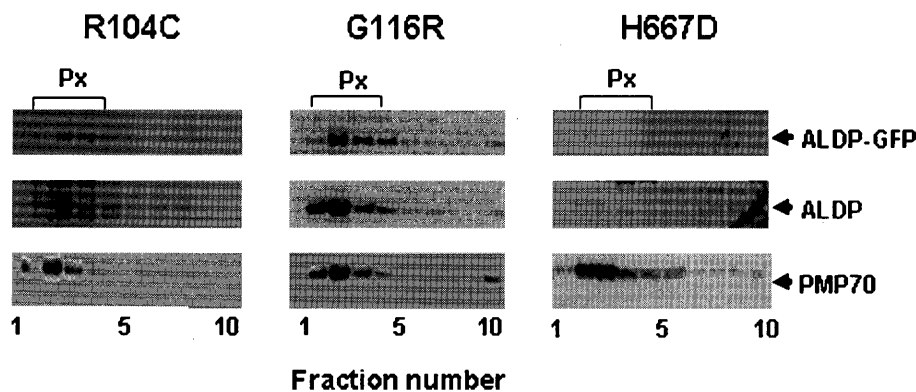 R104C G116R H667D
Px Px Px
ALDP-GFP
ALDP
PMP70
1 5 10 1 5 10 1 5 10
Fraction number